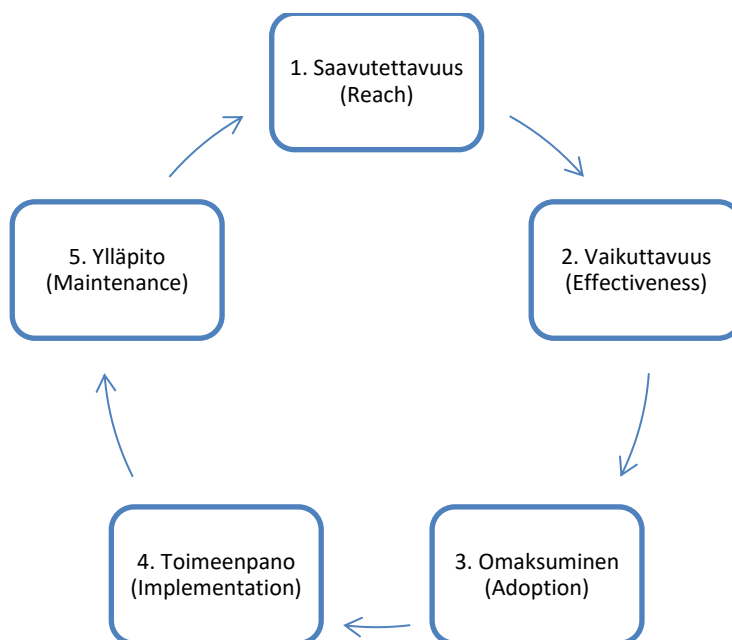 1. Saavutettavuus
(Reach)
2. Vaikuttavuus
(Effectiveness)
3. Omaksuminen
(Adoption)
4. Toimeenpano
(Implementation)
5. Ylläpito
(Maintenance)